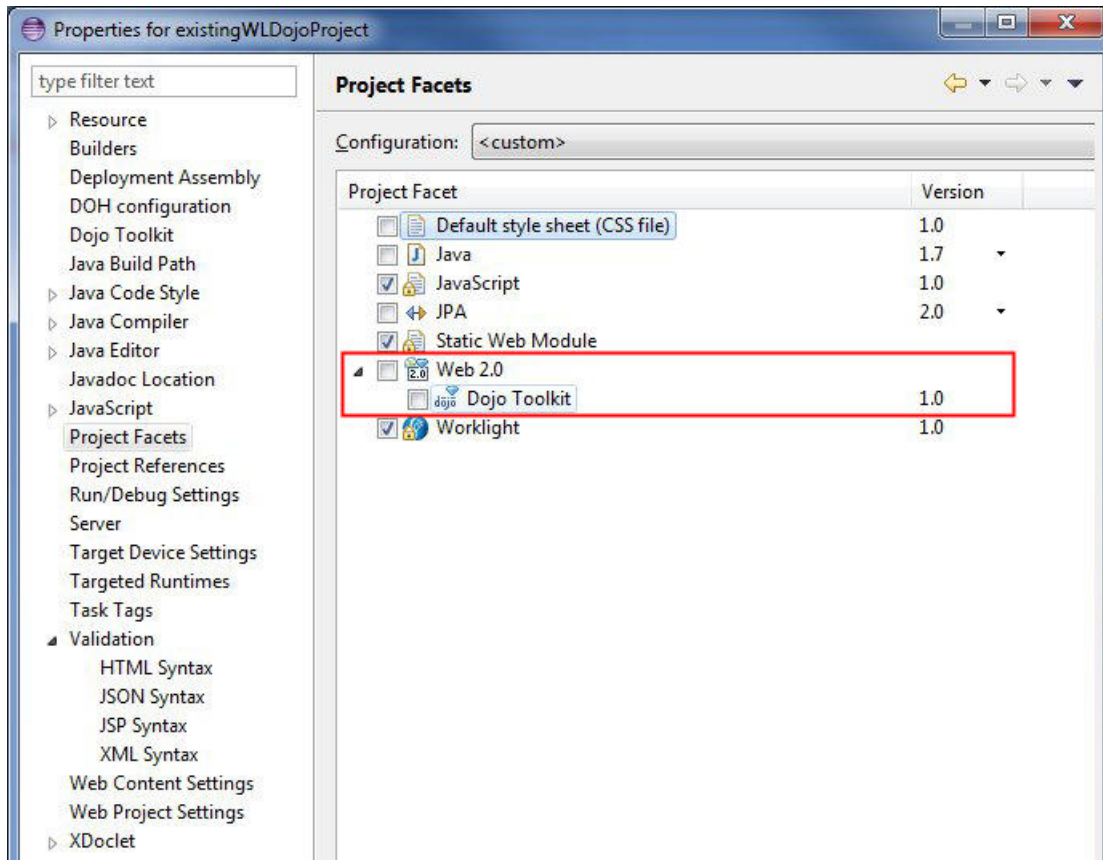 Properties for existingWLDojoProject
type filter text
Resource
Builders
Deployment Assembly
DOH configuration
Dojo Toolkit
Java Build Path
Java Code Style
Java Compiler
Java Editor
Javadoc Location
JavaScript
Project Facets
Project References
Run/Debug Settings
Server
Target Device Settings
Targeted Runtimes
Task Tags
Validation
HTML Syntax
JSON Syntax
JSP Syntax
XML Syntax
Web Content Settings
Web Project Settings
XDoclet
Project Facets
Configuration: <custom>
Project Facet Version
Default style sheet (CSS file) 1.0
Java 1.7
JavaScript 1.0
JPA 2.0
Static Web Module
2.0 Web 2.0
dojo Dojo Toolkit 1.0
Worklight 1.0